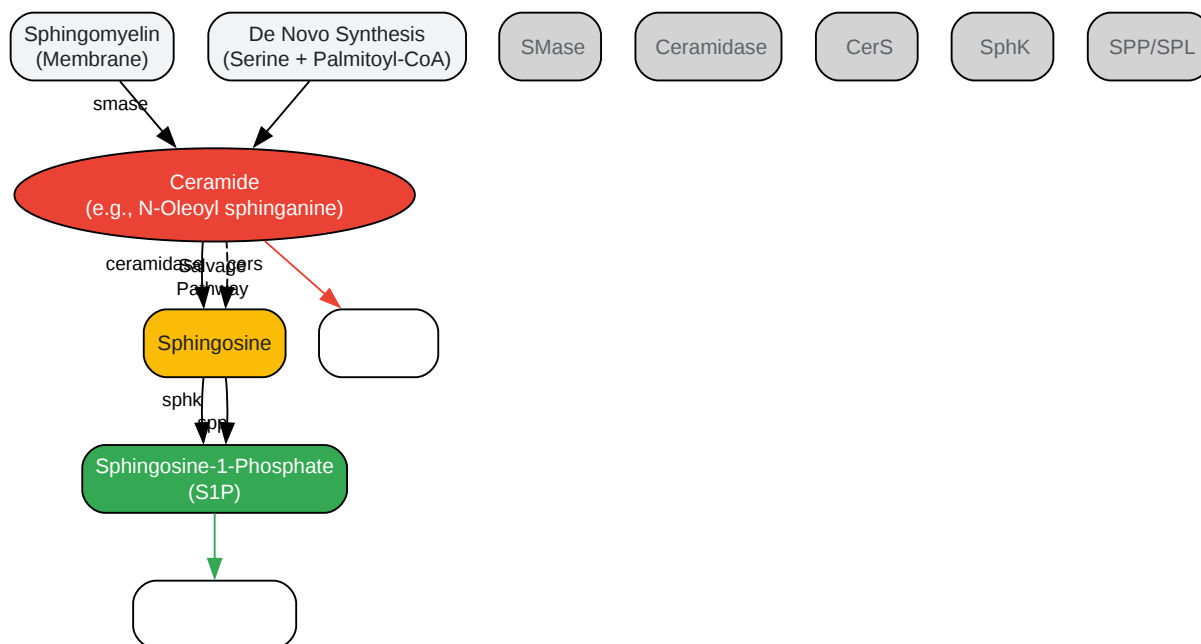 Sphingomyelin
(Membrane)
De Novo Synthesis
(Serine + Palmitoyl-CoA)
SMase
Ceramidase
CerS
SphK
SPP/SPL
smase
Ceramide
(e.g., N-Oleoyl sphinganine)
ceramidase
Salvage
Pathway
cers
Sphingosine
sphk
spp
Sphingosine-1-Phosphate
(S1P)